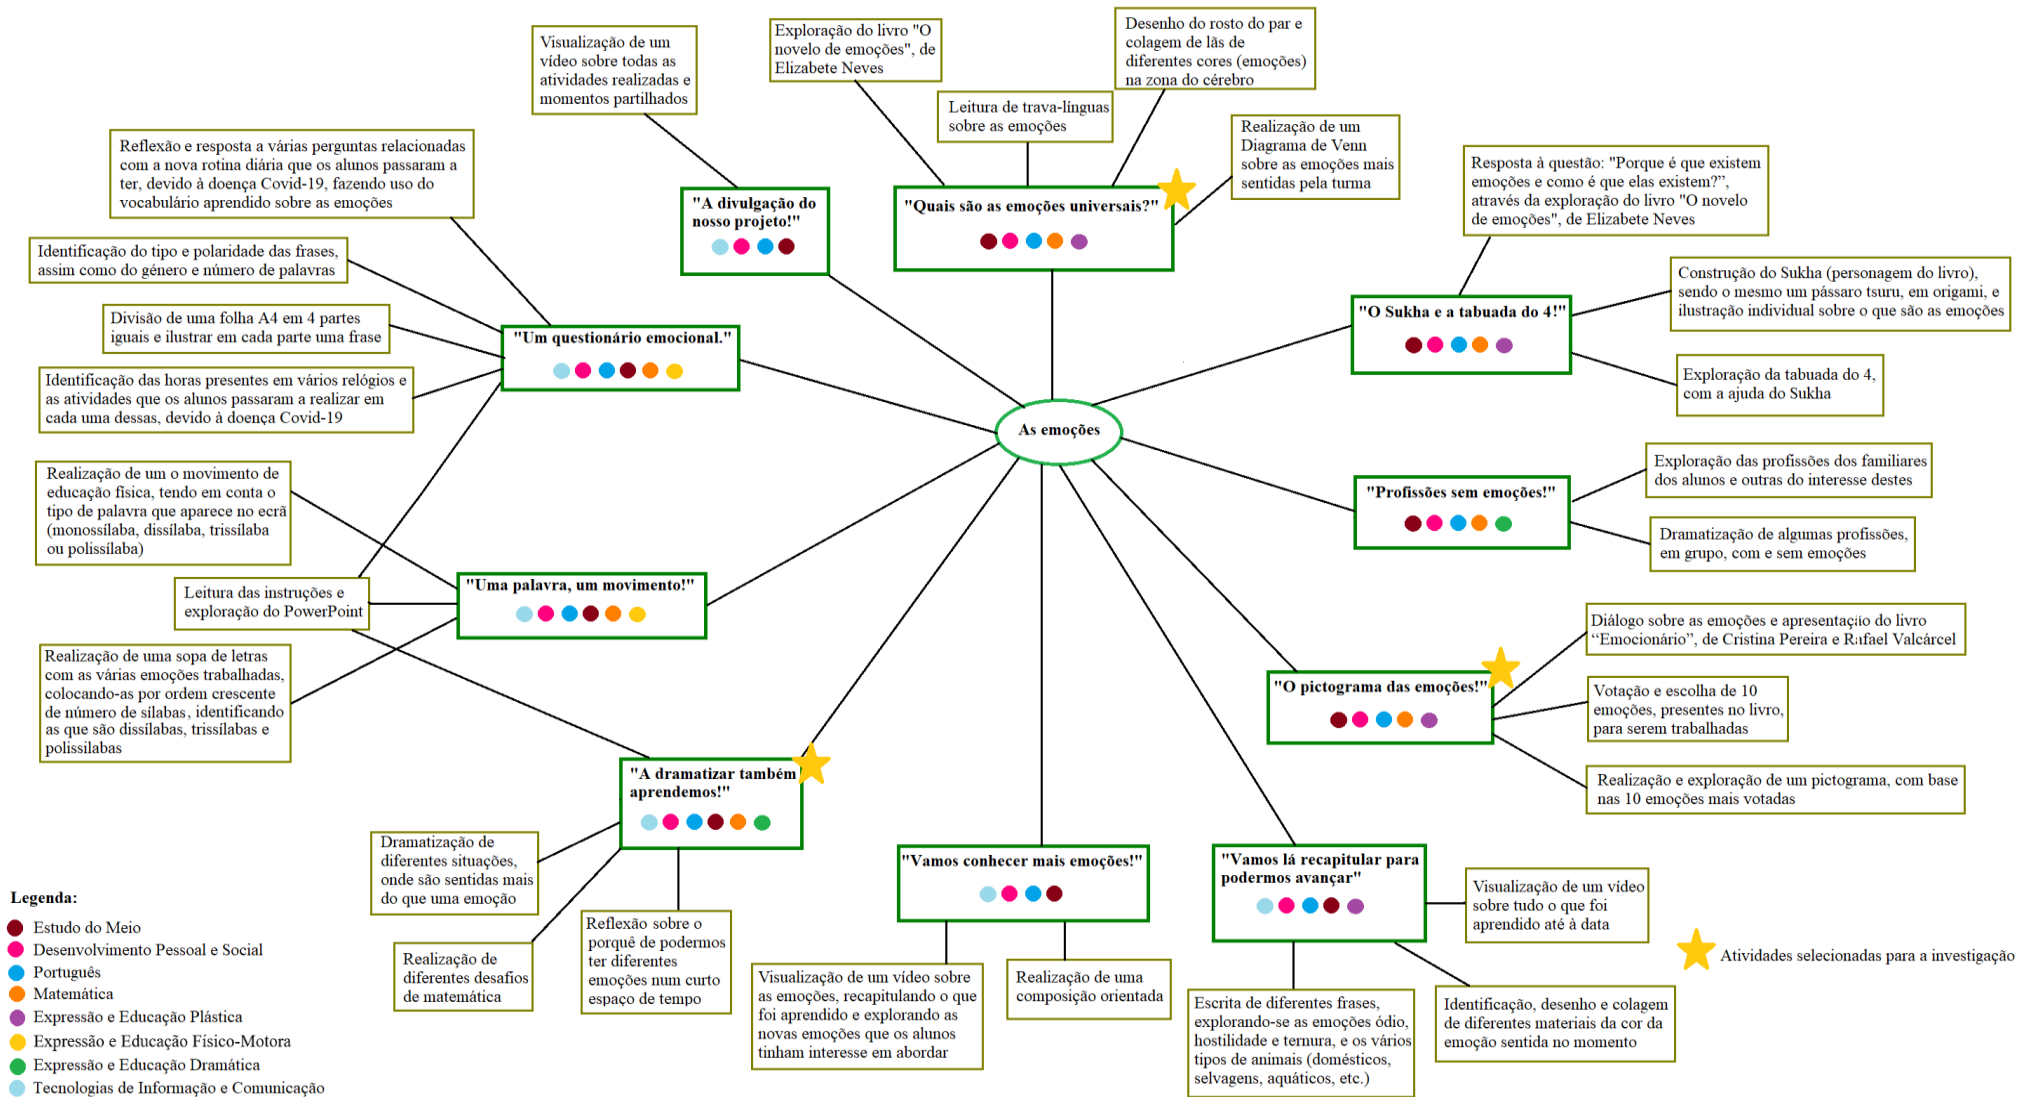 Visualização de um
vídeo sobre todas as
atividades realizadas e
momentos partilhados
Exploração do livro "O
novelo de emoções", de
Elizabete Neves
Leitura de trava-línguas
sobre as emoções
Desenho do rosto do par e
colagem de lãs de
diferentes cores (emoções)
na zona do cérebro
Realização de um
Diagrama de Venn
sobre as emoções mais
sentidas pela turma
"A divulgação do
nosso projeto!"
"Quais são as emoções universais?"
Resposta à questão: "Porque é que existem
emoções e como é que elas existem?”,
através da exploração do livro "O novelo
de emoções", de Elizabete Neves
"O Sukha e a tabuada do 4!"
Construção do Sukha (personagem do livro),
sendo o mesmo um pássaro tsuru, em origami, e
ilustração individual sobre o que são as emoções
Exploração da tabuada do 4,
com a ajuda do Sukha
Reflexão e resposta a várias perguntas relacionadas
com a nova rotina diária que os alunos passaram a
ter, devido à doença Covid-19, fazendo uso do
vocabulário aprendido sobre as emoções
Identificação do tipo e polaridade das frases,
assim como do género e número de palavras
Divisão de uma folha A4 em 4 partes
iguais e ilustrar em cada parte uma frase
Identificação das horas presentes em vários relógios e
as atividades que os alunos passaram a realizar em
cada uma dessas, devido à doença Covid-19
"Um questionário emocional."
As emoções
"Profissões sem emoções!"
Exploração das profissões dos familiares
dos alunos e outras do interesse destes
Dramatização de algumas profissões,
em grupo, com e sem emoções
Realização de um o movimento de
educação física, tendo em conta o
tipo de palavra que aparece no ecrã
(monossílaba, dissílaba, trissílaba
ou polissílaba)
Leitura das instruções e
exploração do PowerPoint
Realização de uma sopa de letras
com as várias emoções trabalhadas,
colocando-as por ordem crescente
de número de sílabas, identificando
as que são dissílabas, trissílabas e
polissilabas
"Uma palavra, um movimento!"
"O pictograma das emoções!"
Diálogo sobre as emoções e apresentação do livro
“Emocionário”, de Cristina Pereira e Rafael Valcárcel
Votação e escolha de 10
emoções, presentes no livro,
para serem trabalhadas
Realização e exploração de um pictograma, com base
nas 10 emoções mais votadas
"A dramatizar também
aprendemos!"
Dramatização de
diferentes situações,
onde são sentidas mais
do que uma emoção
Realização de
diferentes desafios
de matemática
Reflexão sobre o
porquê de podermos
ter diferentes
emoções num curto
espaço de tempo
"Vamos conhecer mais emoções!"
Visualização de um vídeo sobre
as emoções, recapitulando o que
foi aprendido e explorando as
novas emoções que os alunos
tinham interesse em abordar
Realização de uma
composição orientada
"Vamos lá recapitular para
podermos avançar"
Visualização de um vídeo
sobre tudo o que foi
aprendido até à data
Escrita de diferentes frases,
explorando-se as emoções ódio,
hostilidade e ternura, e os vários
tipos de animais (domésticos,
selvagens, aquáticos, etc.)
Identificação, desenho e colagem
de diferentes materiais da cor da
emoção sentida no momento
Legenda:
Estudo do Meio
Desenvolvimento Pessoal e Social
Português
Matemática
Expressão e Educação Plástica
Expressão e Educação Físico-Motora
Expressão e Educação Dramática
Tecnologias de Informação e Comunicação
Atividades selecionadas para a investigação